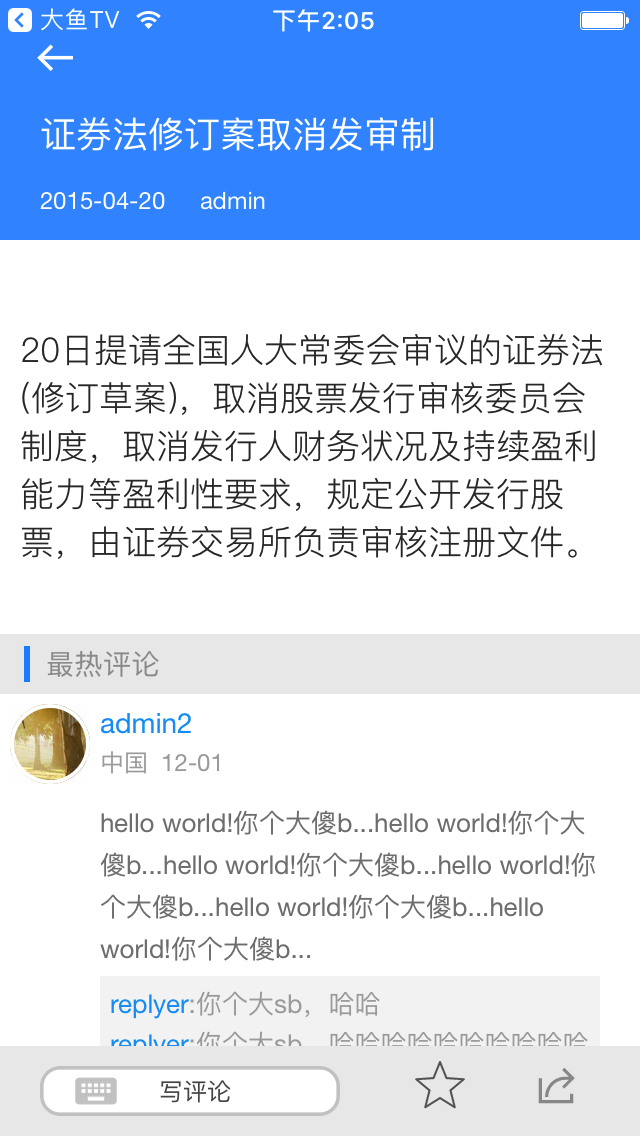 大鱼TV 下午2:05
证券法修订案取消发审制
2015-04-20 admin
20日提请全国人大常委会审议的证券法
(修订草案)，取消股票发行审核委员会
制度，取消发行人财务状况及持续盈利
能力等盈利性要求，规定公开发行股
票，由证券交易所负责审核注册文件。
最热评论
admin2
中国 12-01
hello world!你个大傻b...hello world!你个大
傻b...hello world!你个大傻b...hello world!你
个大傻b...hello world!你个大傻b...hello
world!你个大傻b...
replyer:你个大sb，哈哈
replyer:你个大sb，哈哈哈哈哈哈哈哈哈哈
写评论